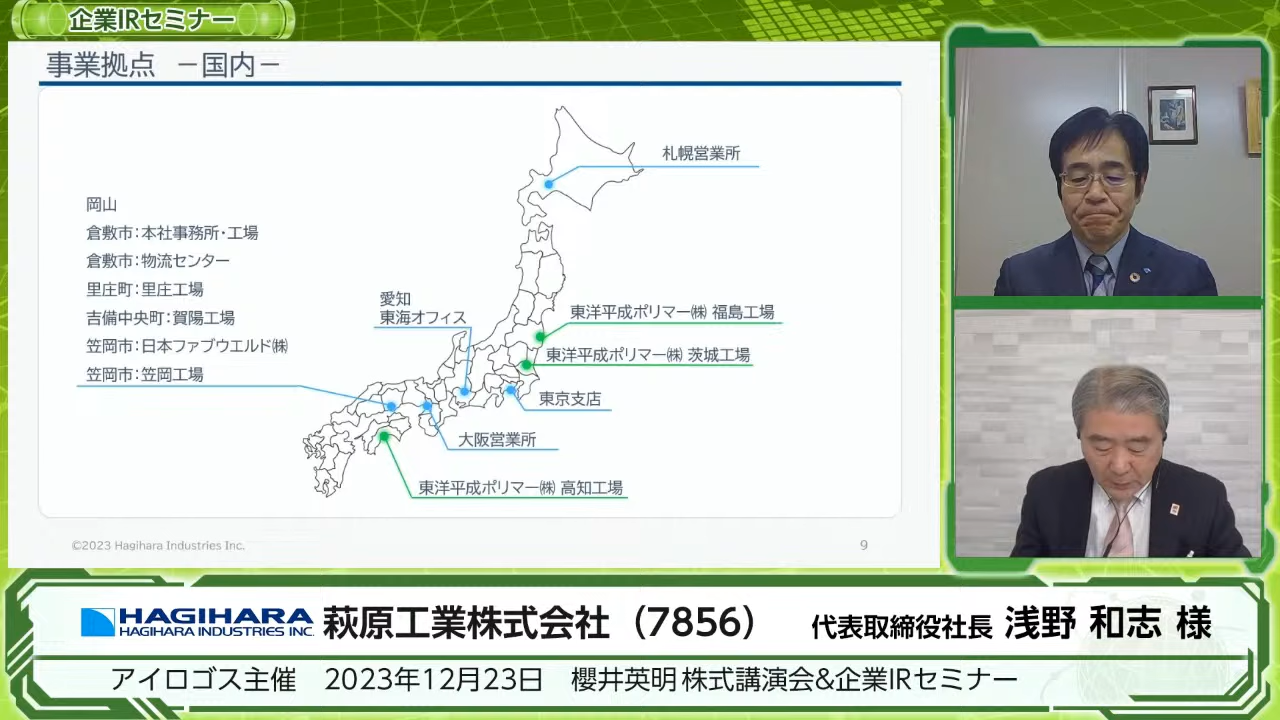 企業IRセミナー
事業拠点 －国内－
札幌営業所
岡山
倉敷市：本社事務所・工場
倉敷市：物流センター
里庄町：里庄工場
吉備中央町：賀陽工場
笠岡市：日本ファブウエルド㈱
笠岡市：笠岡工場
愛知
東海オフィス
東洋平成ポリマー㈱ 福島工場
東洋平成ポリマー㈱ 茨城工場
東京支店
大阪営業所
東洋平成ポリマー㈱ 高知工場
©2023 Hagihara Industries Inc.
9
HAGIHARA
HAGIHARA INDUSTRIES INC.
萩原工業株式会社（7856） 代表取締役社長 浅野 和志 様
アイロゴス主催 2023年12月23日 櫻井英明 株式講演会&企業IRセミナー